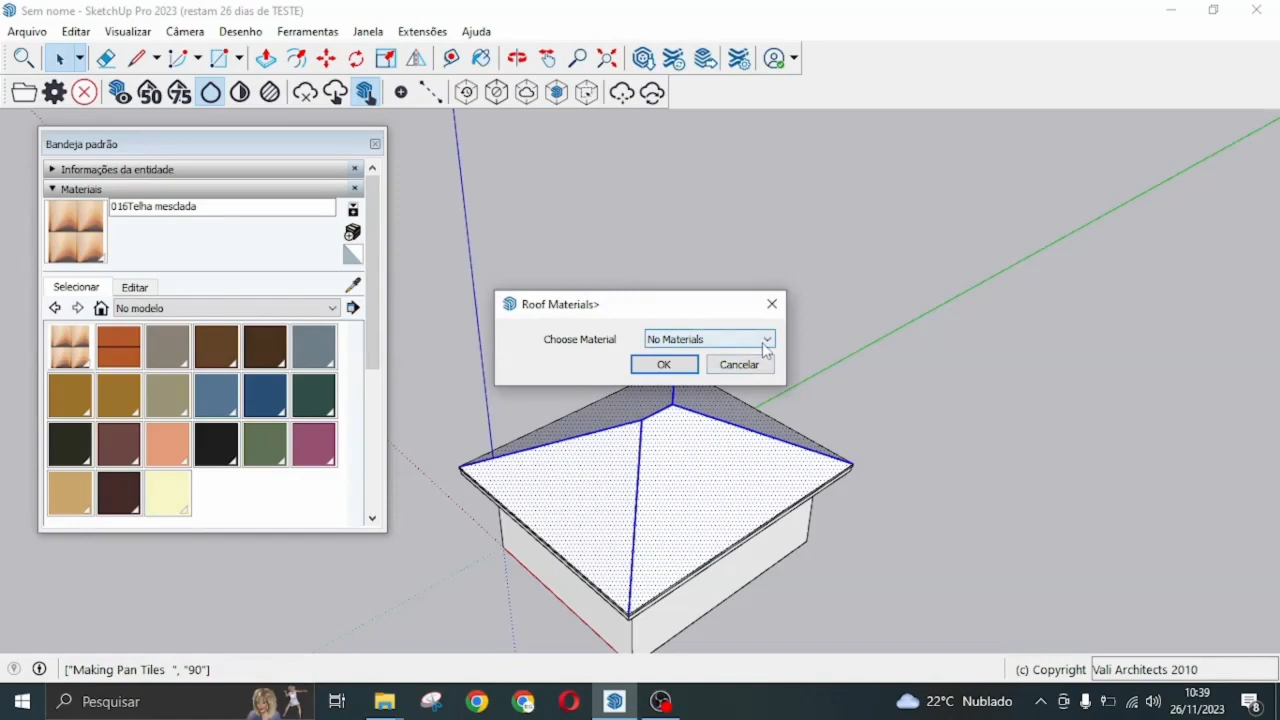 Sem nome - SketchUp Pro 2023 (restam 26 dias de TESTE)
Arquivo Editar Visualizar Câmera Desenho Ferramentas Janela Extensões Ajuda
50 75
Bandeja padrão
Informações da entidade
Materiais
016Telha mesclada
Selecionar Editar
No modelo
Roof Materials>
Choose Material No Materials
OK Cancelar
["Making Pan Tiles ", "90"]
(c) Copyright Vali Architects 2010
Pesquisar
22°C Nublado
10:39
26/11/2023
8